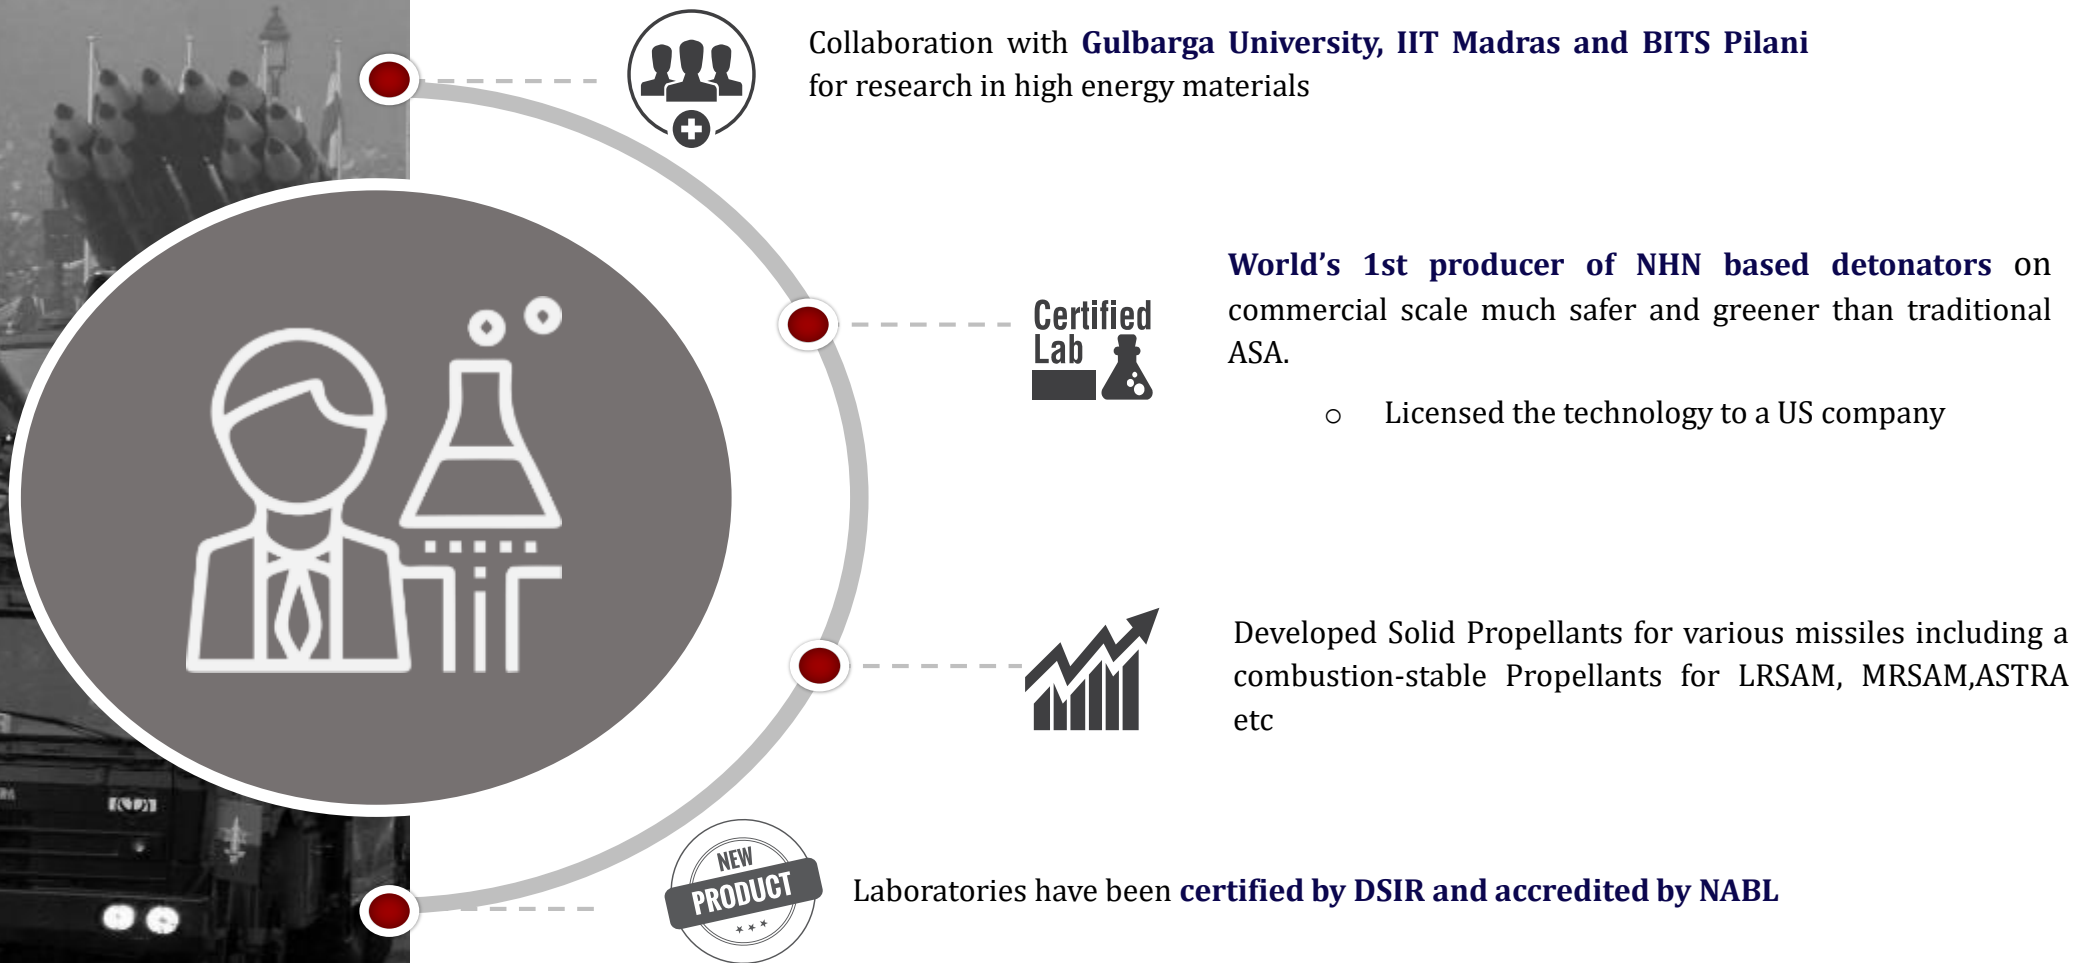 Collaboration with Gulbarga University, IIT Madras and BITS Pilani
for research in high energy materials
Certified
Lab
World's 1st producer of NHN based detonators on
commercial scale much safer and greener than traditional
ASA.
o Licensed the technology to a US company
Developed Solid Propellants for various missiles including a
combustion-stable Propellants for LRSAM, MRSAM,ASTRA
etc
NEW
PRODUCT
Laboratories have been certified by DSIR and accredited by NABL